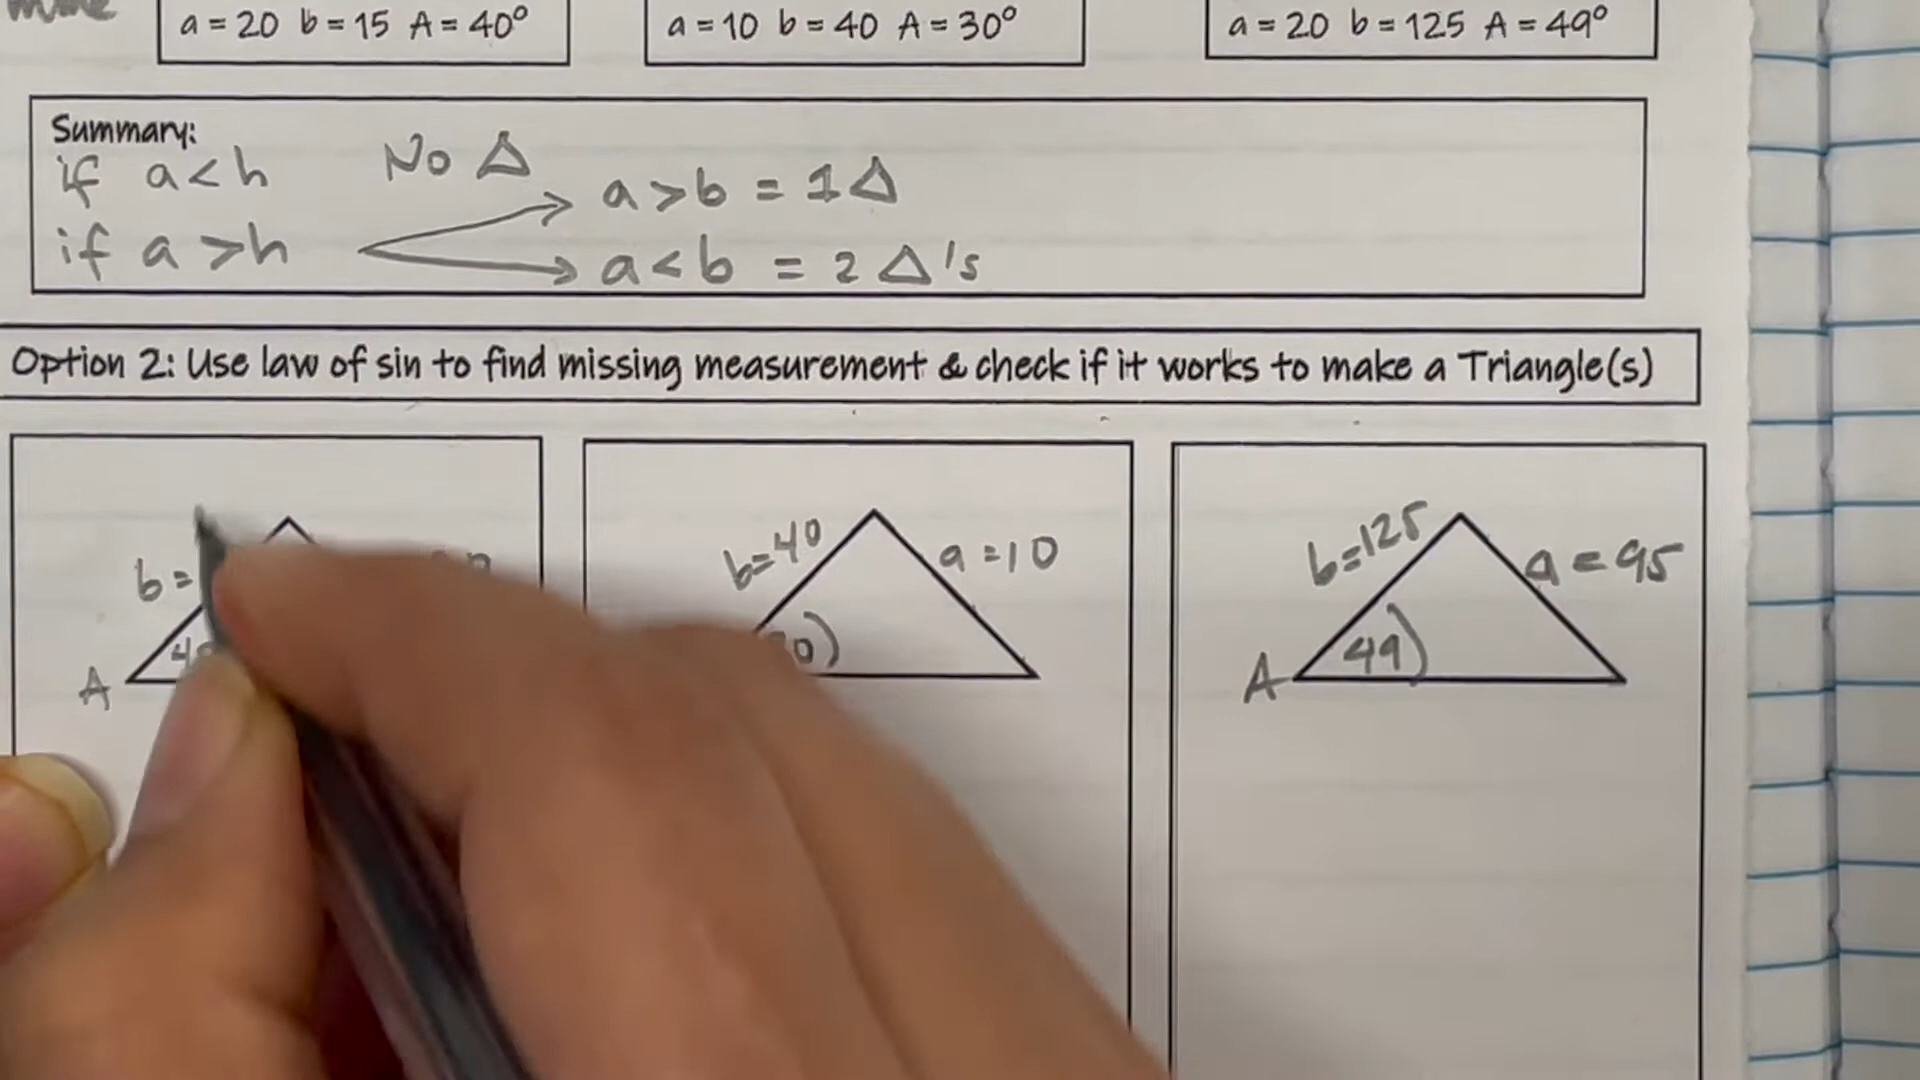 a = 20 b = 15 A = 40°
a = 10 b = 40 A = 30°
a = 20 b = 125 A = 49°
Summary:
if a < h No Δ
a > b = 1Δ
if a > h
a < b = 2 Δ's
Option 2: Use law of sin to find missing measurement & check if it works to make a Triangle(s)
b =
A
b=40
a =10
b=125
a = 95
A
49